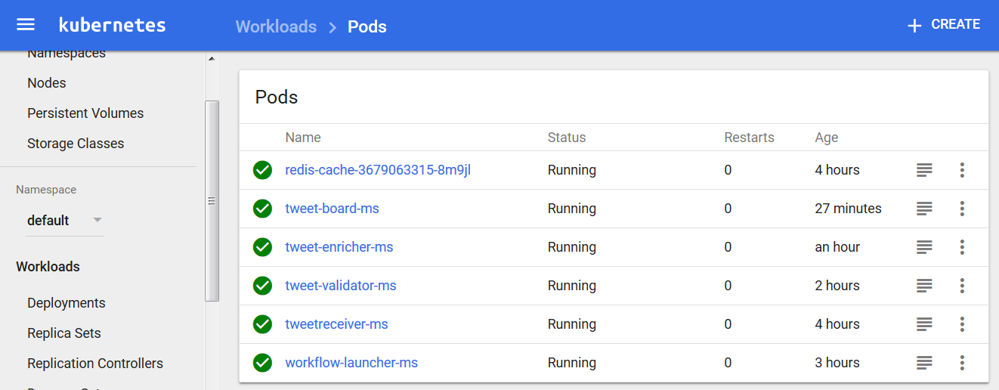 kubernetes
Workloads > Pods
+ CREATE
Namespaces
Nodes
Persistent Volumes
Storage Classes
Namespace
default
Workloads
Deployments
Replica Sets
Replication Controllers
Pods
Name Status Restarts Age
redis-cache-3679063315-8m9jl Running 0 4 hours
tweet-board-ms Running 0 27 minutes
tweet-enricher-ms Running 0 an hour
tweet-validator-ms Running 0 2 hours
tweetreceiver-ms Running 0 4 hours
workflow-launcher-ms Running 0 3 hours